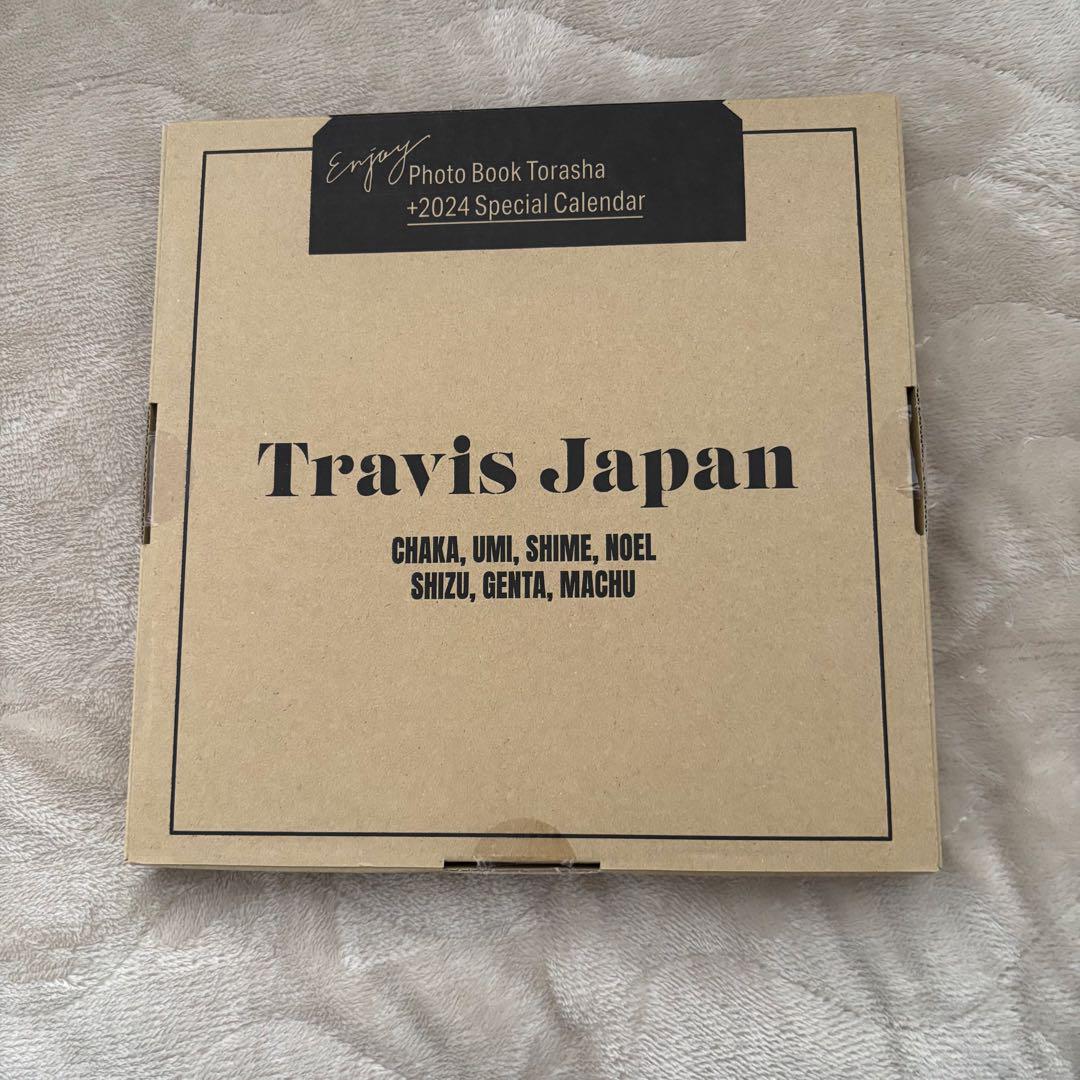 Enjoy
Photo Book Torasha
+2024 Special Calendar
Travis Japan
CHAKA, UMI, SHIME, NOEL
SHIZU, GENTA, MACHU